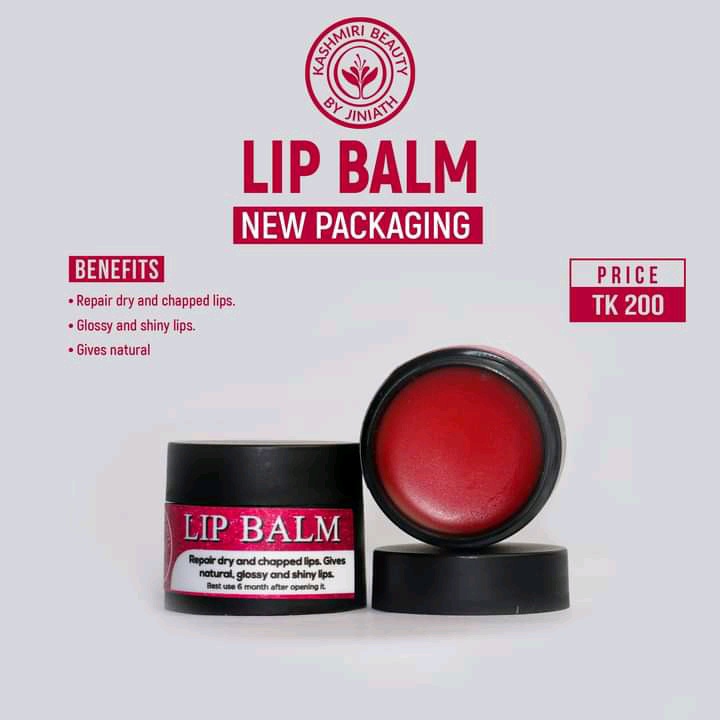 KASHMIRI BEAUTY
BY JINIATH
LIP BALM
NEW PACKAGING
BENEFITS
• Repair dry and chapped lips.
• Glossy and shiny lips.
• Gives natural
PRICE
TK 200
LIP BALM
Repair dry and chapped lips. Gives
natural, glossy and shiny lips.
Best use 6 month after opening it.